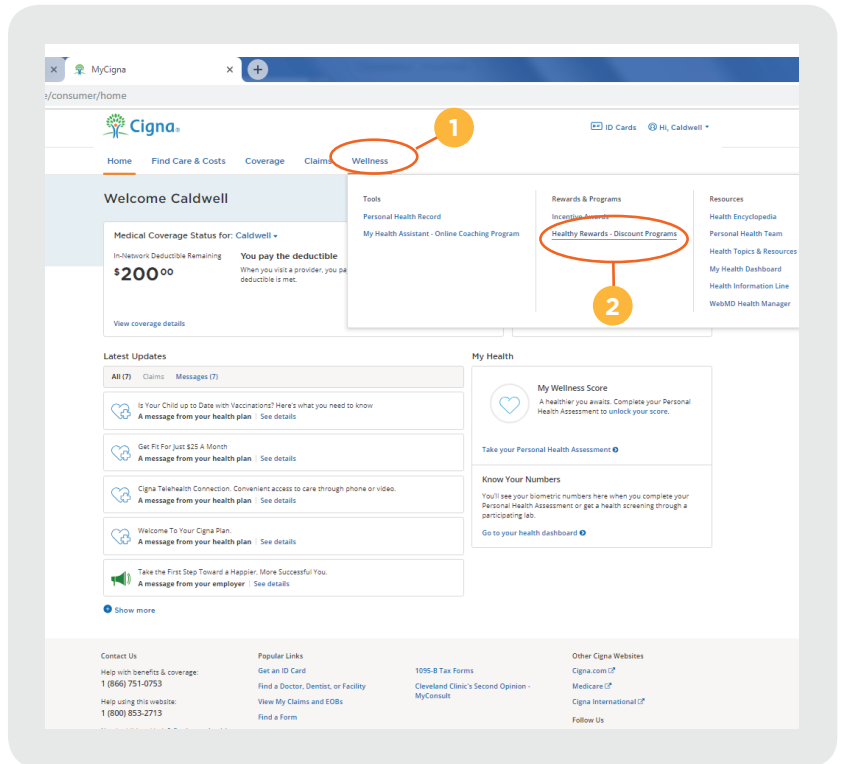 MyCigna
e/consumer/home
Cigna®
ID Cards Hi, Caldwell
1
Home Find Care & Costs Coverage Claims Wellness
Welcome Caldwell
Medical Coverage Status for: Caldwell
In-Network Deductible Remaining
$200 00
You pay the deductible
When you visit a provider, you pa
deductible is met.
View coverage details
Tools
Personal Health Record
My Health Assistant - Online Coaching Program
Rewards & Programs
Incentive Awards
Healthy Rewards - Discount Programs
2
Resources
Health Encyclopedia
Personal Health Team
Health Topics & Resources
My Health Dashboard
Health Information Line
WebMD Health Manager
Latest Updates
All (7) Claims Messages (7)
Is Your Child up to Date with Vaccinations? Here's what you need to know
A message from your health plan See details
Get Fit For Just $25 A Month
A message from your health plan See details
Cigna Telehealth Connection. Convenient access to care through phone or video.
A message from your health plan See details
Welcome To Your Cigna Plan.
A message from your health plan See details
Take the First Step Toward a Happier, More Successful You.
A message from your employer See details
Show more
My Health
My Wellness Score
A healthier you awaits. Complete your Personal
Health Assessment to unlock your score.
Take your Personal Health Assessment
Know Your Numbers
You'll see your biometric numbers here when you complete your
Personal Health Assessment or get a health screening through a
participating lab.
Go to your health dashboard
Contact Us
Help with benefits & coverage:
1 (866) 751-0753
Help using this website:
1 (800) 853-2713
Popular Links
Get an ID Card
Find a Doctor, Dentist, or Facility
View My Claims and EOBs
Find a Form
1095-B Tax Forms
Cleveland Clinic's Second Opinion -
MyConsult
Other Cigna Websites
Cigna.com
Medicare
Cigna International
Follow Us